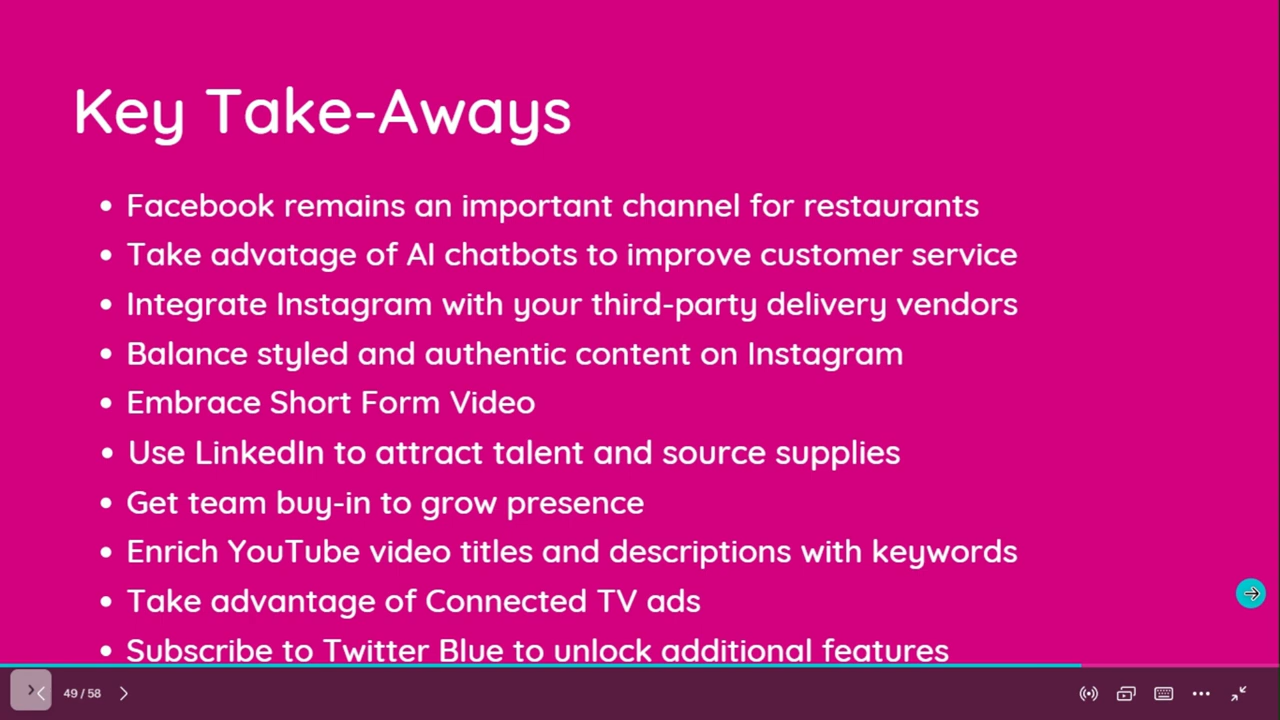 Key Take-Aways
• Facebook remains an important channel for restaurants
• Take advatage of AI chatbots to improve customer service
• Integrate Instagram with your third-party delivery vendors
• Balance styled and authentic content on Instagram
• Embrace Short Form Video
• Use LinkedIn to attract talent and source supplies
• Get team buy-in to grow presence
• Enrich YouTube video titles and descriptions with keywords
• Take advantage of Connected TV ads
• Subscribe to Twitter Blue to unlock additional features
49 / 58